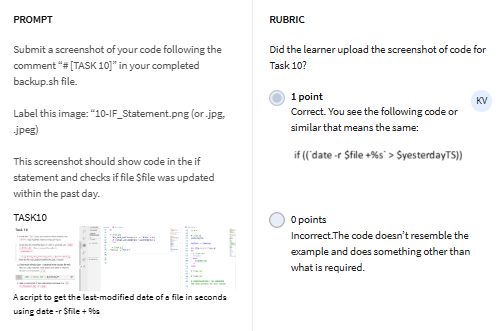 PROMPT
Submit a screenshot of your code following the
comment "# [TASK 10]" in your completed
backup.sh file.
Label this image: "10-IF_Statement.png (or .jpg,
.jpeg)
This screenshot should show code in the if
statement and checks if file $file was updated
within the past day.
TASK10
A script to get the last-modified date of a file in seconds
using date -r $file + %s
RUBRIC
Did the learner upload the screenshot of code for
Task 10?
1 point
Correct. You see the following code or
similar that means the same:
if ((`date -r $file +%s` > $yesterdayTS))
KV
0 points
Incorrect.The code doesn't resemble the
example and does something other than
what is required.